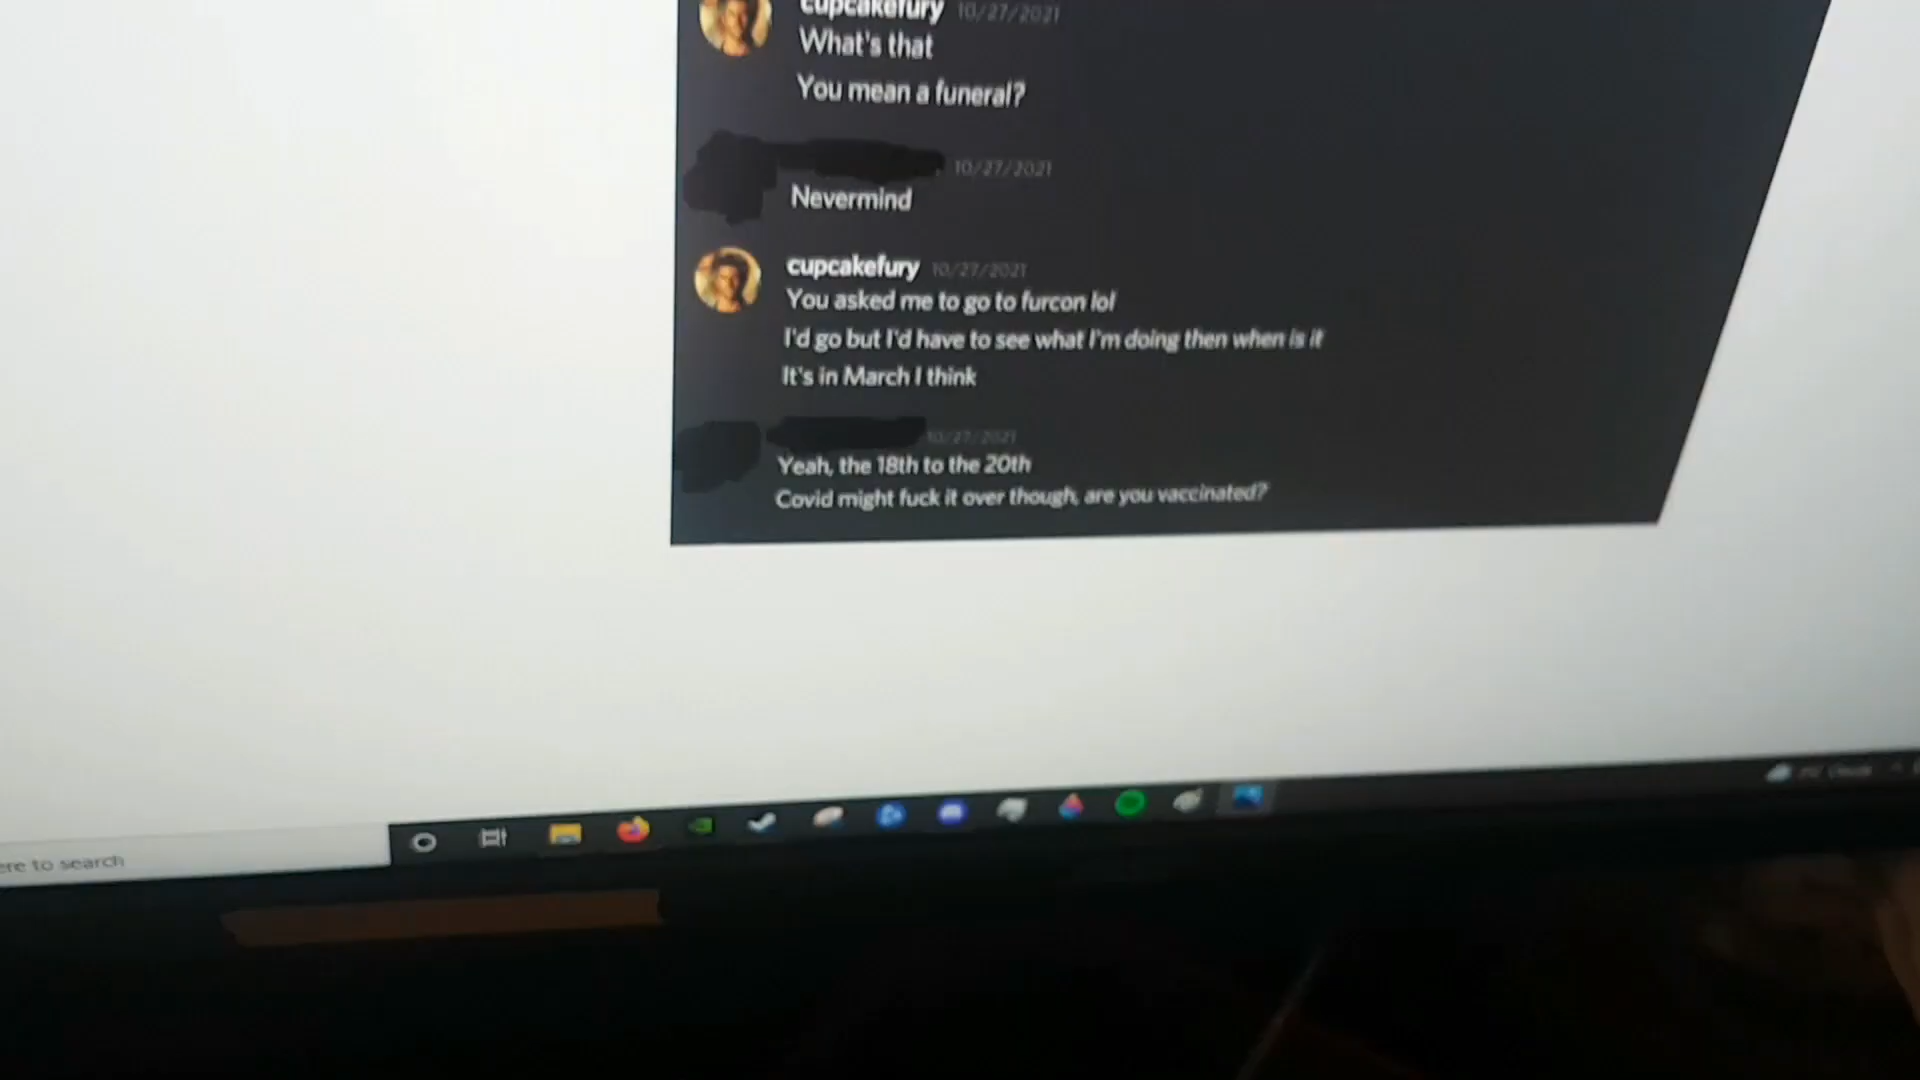 cupcakefury 10/27/2021
What's that
You mean a funeral?
10/27/2021
Nevermind
cupcakefury 10/27/2021
You asked me to go to furcon lol
I'd go but I'd have to see what I'm doing then when is it
It's in March I think
10/27/2021
Yeah, the 18th to the 20th
Covid might fuck it over though, are you vaccinated?
ere to search